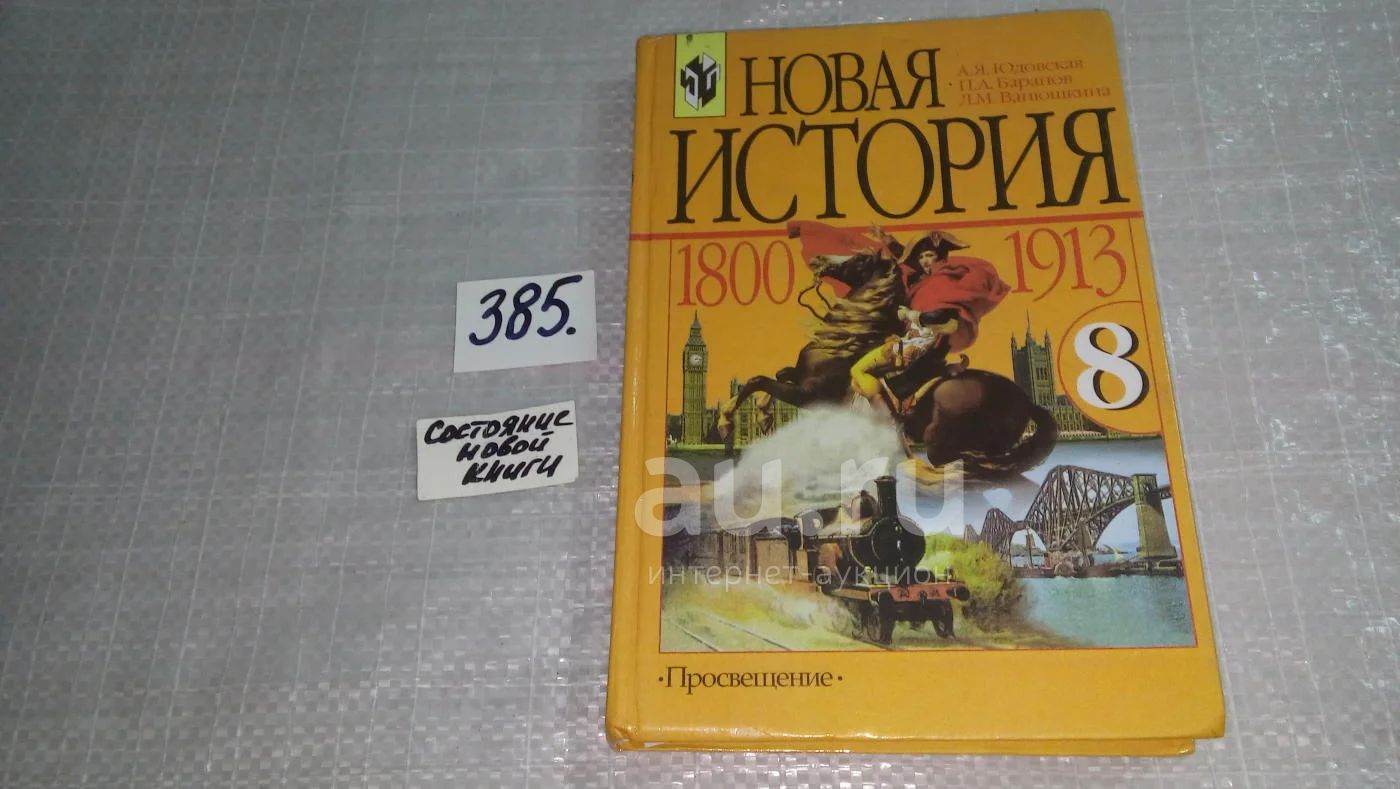 НОВАЯ
ИСТОРИЯ
А.Я. Юдовская
П.А. Баранов
Л.М. Ванюшкина
1800
1913
8
385.
Состояние
новой
книги
au.ru
интернет-аукцион
·Просвещение·